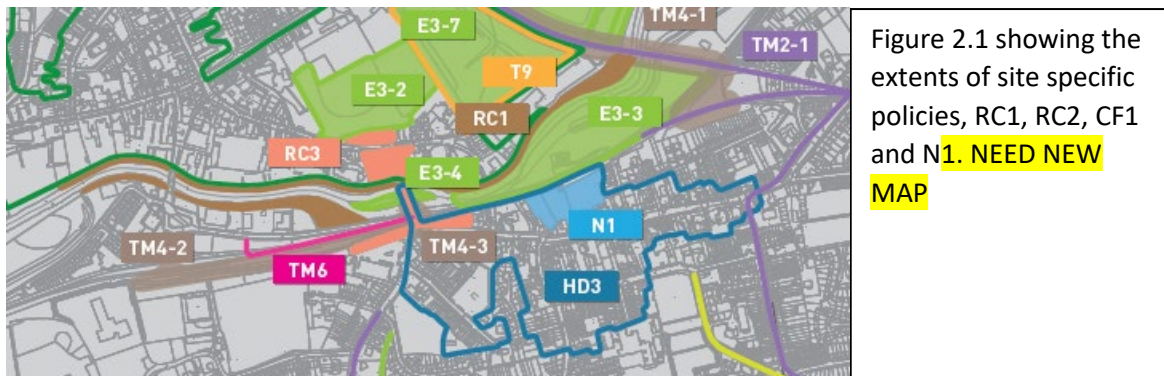 E3-7
TM4-1
TM2-1
T9
E3-2
RC1
E3-3
RC3
E3-4
N1
TM4-2
TM4-3
TM6
HD3
Figure 2.1 showing the
extents of site specific
policies, RC1, RC2, CF1
and N1. NEED NEW
MAP